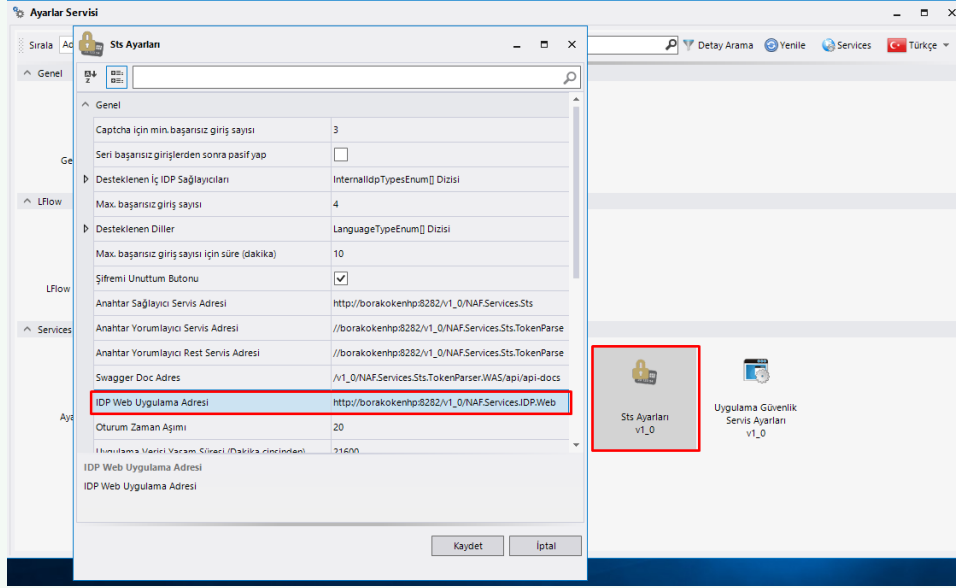 Ayarlar Servisi
Sırala
Detay Arama
Yenile
Services
Türkçe
Genel
LFlow
LFlow
Services
Sts Ayarları
Genel
Captcha için min. başarısız giriş sayısı 3
Seri başarısız girişlerden sonra pasif yap
Desteklenen İç IDP Sağlayıcıları InternalIdpTypesEnum[] Dizisi
Max. başarısız giriş sayısı 4
Desteklenen Diller LanguageTypeEnum[] Dizisi
Max. başarısız giriş sayısı için süre (dakika) 10
Şifremi Unuttum Butonu
Anahtar Sağlayıcı Servis Adresi http://borakokenhp:8282/v1_0/NAF.Services.Sts
Anahtar Yorumlayıcı Servis Adresi //borakokenhp:8282/v1_0/NAF.Services.Sts.TokenParse
Anahtar Yorumlayıcı Rest Servis Adresi //borakokenhp:8282/v1_0/NAF.Services.Sts.TokenParse
Swagger Doc Adres /v1_0/NAF.Services.Sts.TokenParser.WAS/api/api-docs
IDP Web Uygulama Adresi http://borakokenhp:8282/v1_0/NAF.Services.IDP.Web
Oturum Zaman Aşımı 20
Uygulama Verisi Yaşam Süresi (Dakika cinsinden) 21600
IDP Web Uygulama Adresi
IDP Web Uygulama Adresi
Kaydet
İptal
Sts Ayarları
v1_0
Uygulama Güvenlik
Servis Ayarları
v1_0